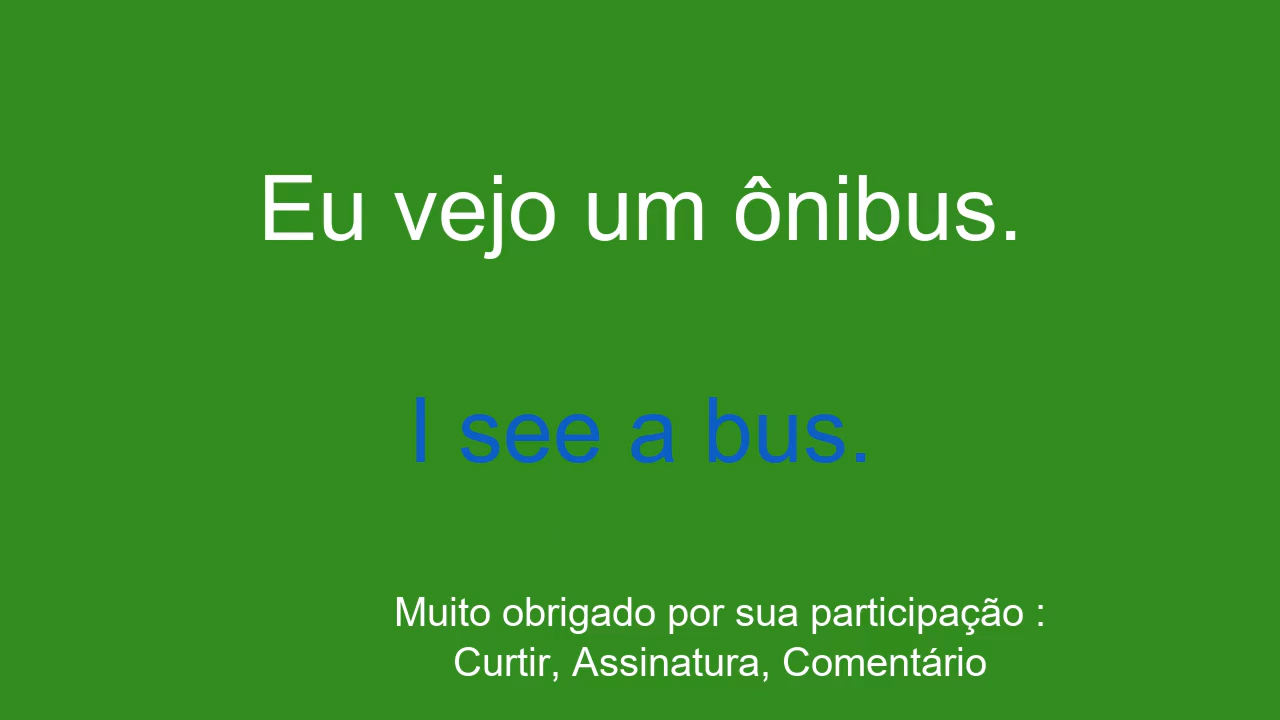 Eu vejo um ônibus.
I see a bus.
Muito obrigado por sua participação :
Curtir, Assinatura, Comentário